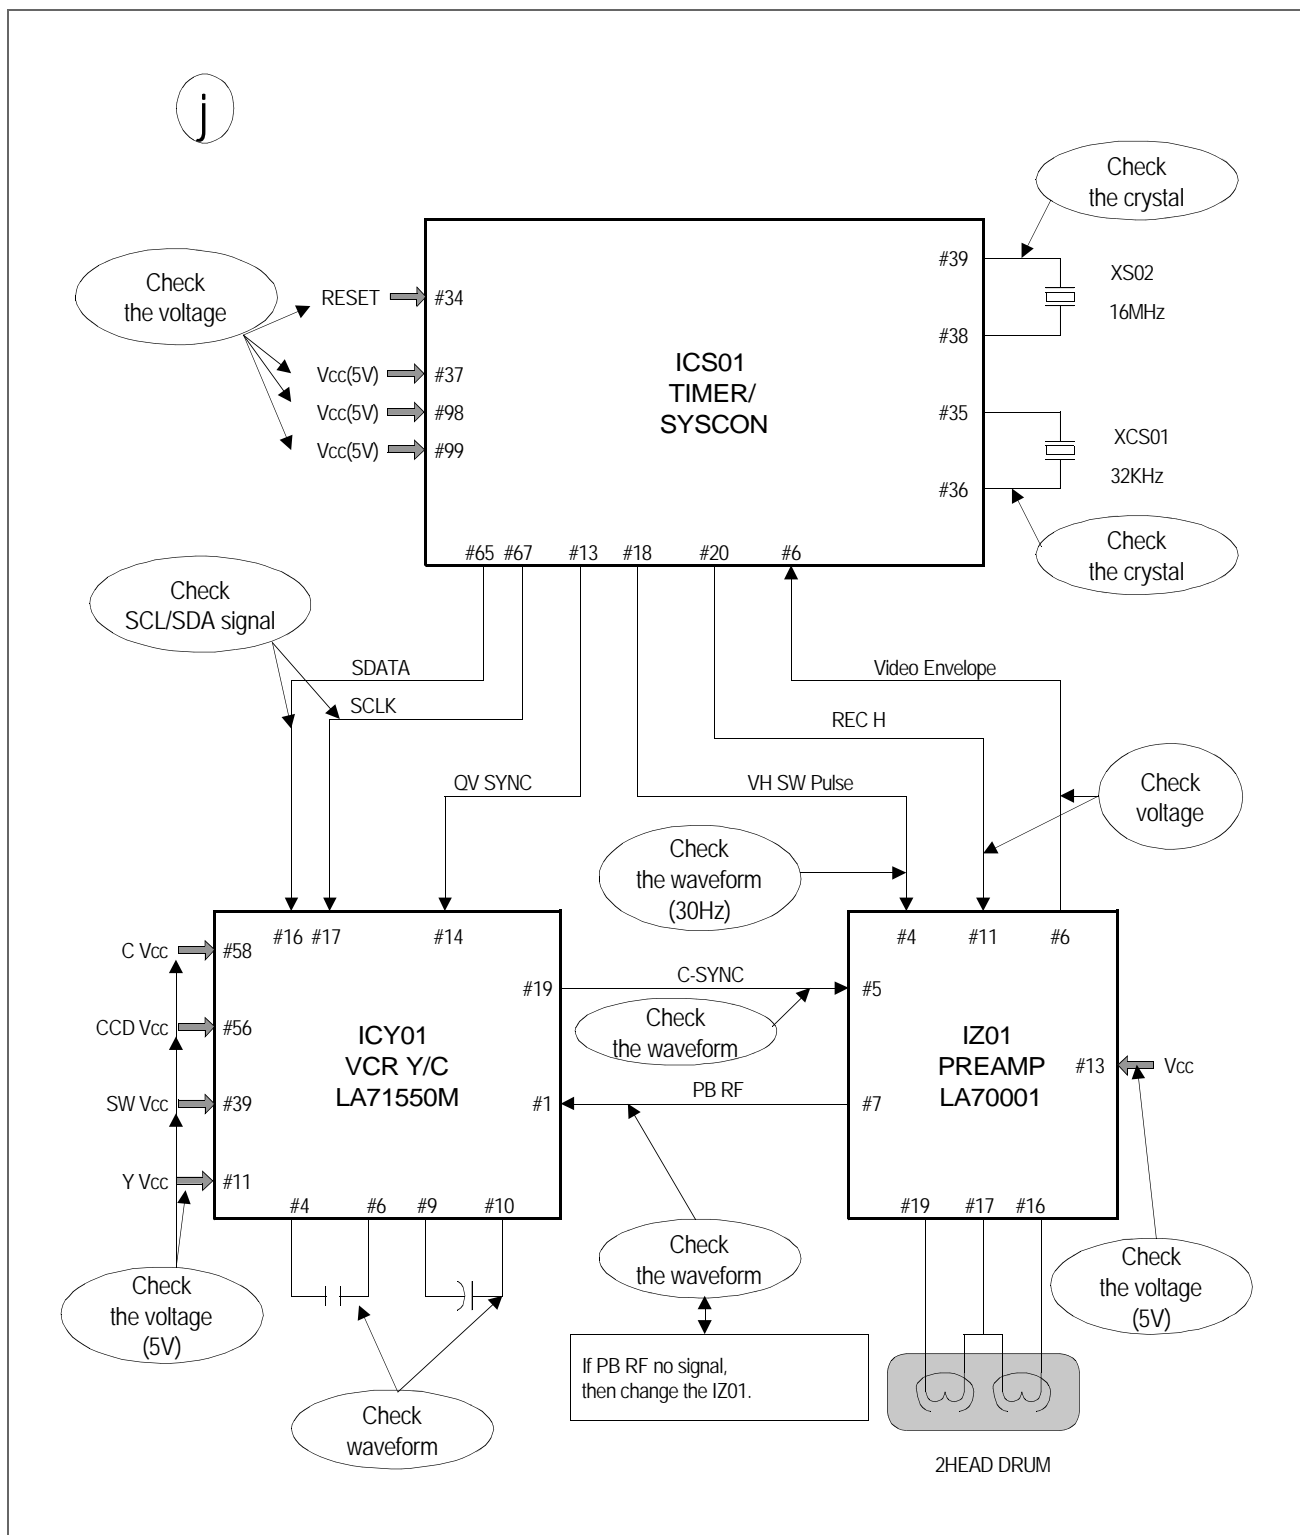 j
Check
the crystal
#39
XS02
16MHz
#38
Check
the voltage
RESET
#34
Vcc(5V)
#37
Vcc(5V)
#98
Vcc(5V)
#99
ICS01
TIMER/
SYSCON
#35
XCS01
32KHz
#36
Check
the crystal
#65 #67 #13 #18 #20 #6
Check
SCL/SDA signal
SDATA
SCLK
QV SYNC
VH SW Pulse
REC H
Video Envelope
Check
voltage
Check
the waveform
(30Hz)
#16 #17 #14
C Vcc
#58
CCD Vcc
#56
SW Vcc
#39
Y Vcc
#11
ICY01
VCR Y/C
LA71550M
#19
#1
#4 #6 #9 #10
C-SYNC
Check
the waveform
PB RF
#4 #11 #6
#5
#7
IZ01
PREAMP
LA70001
#13
Vcc
#19 #17 #16
Check
the voltage
(5V)
Check
waveform
Check
the waveform
If PB RF no signal,
then change the IZ01.
Check
the voltage
(5V)
2HEAD DRUM